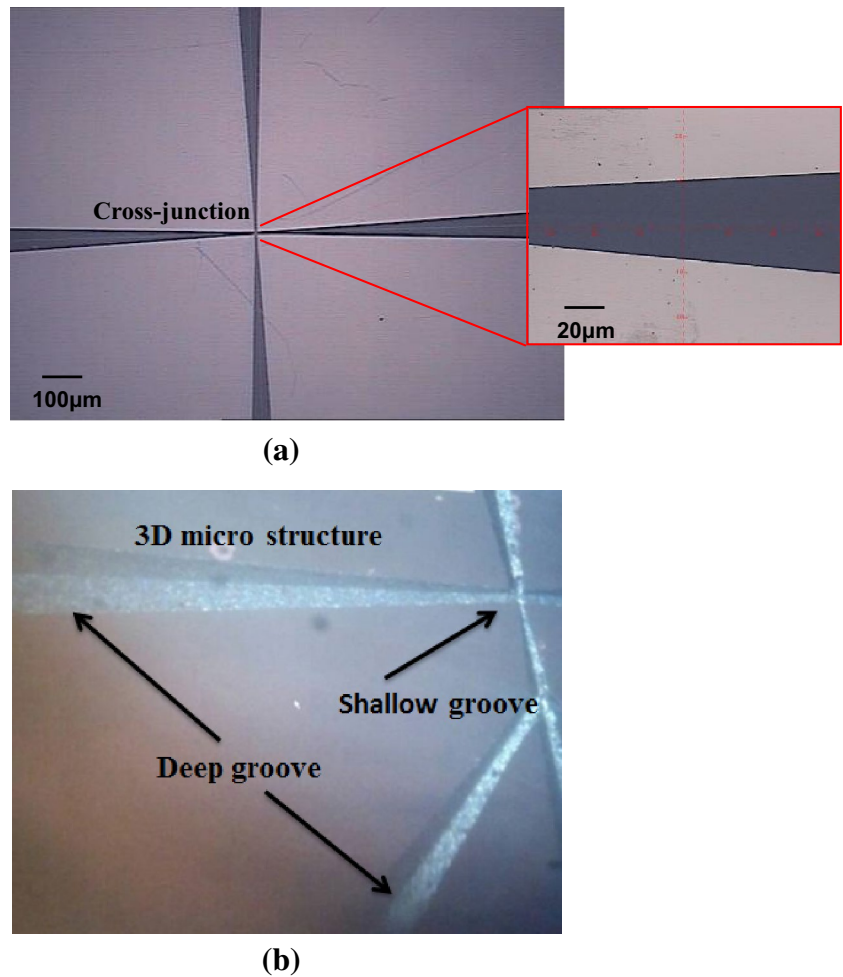 Cross-junction
100µm
20µm
(a)
3D micro structure
Shallow groove
Deep groove
(b)